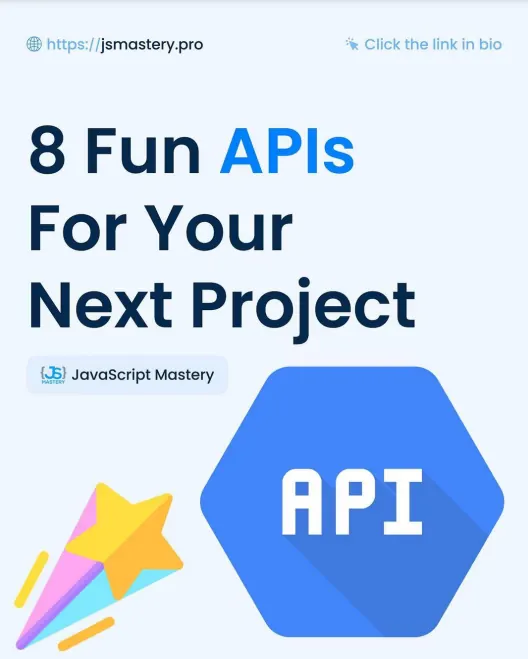 https://jsmastery.pro
Click the link in bio
8 Fun APIs
For Your
Next Project
{JS}
MASTERY
JavaScript Mastery
API